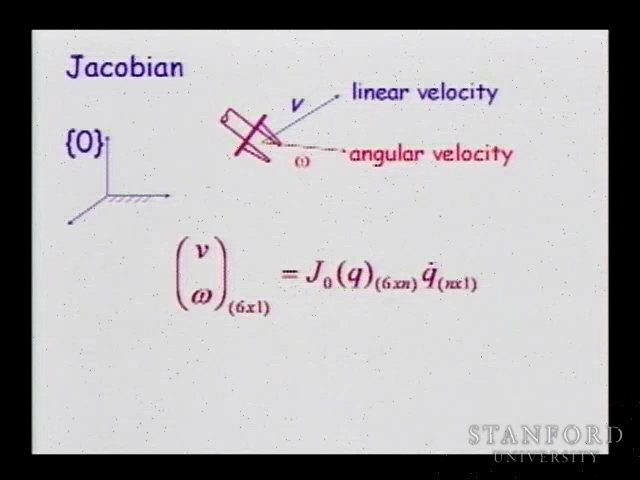 Jacobian
v
linear velocity
{0}
ω
angular velocity
(v ω)(6x1) = J0(q)(6xn) q̇(nx1)
STANFORD
UNIVERSITY